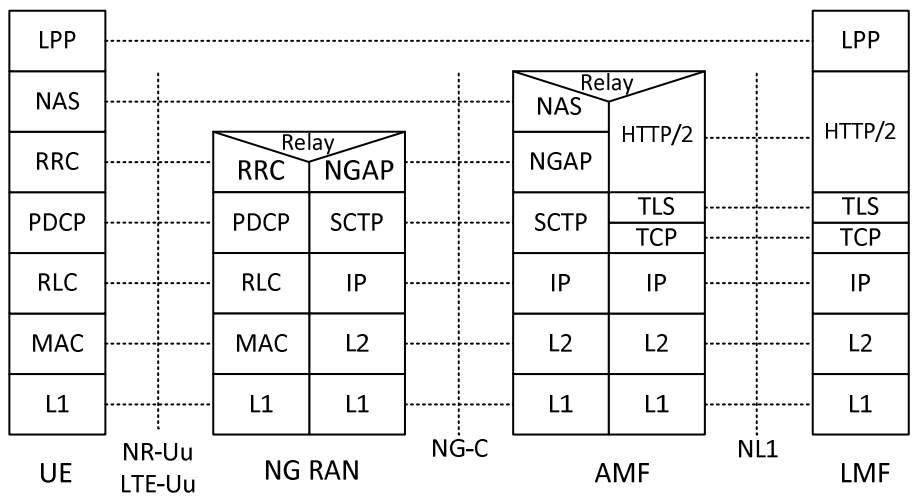 LPP
LPP
NAS
Relay
NAS
HTTP/2
HTTP/2
RRC
Relay
RRC
NGAP
NGAP
PDCP
PDCP
SCTP
SCTP
TLS
TCP
TLS
TCP
RLC
RLC
IP
IP
IP
IP
MAC
MAC
L2
L2
L2
L2
L1
L1
L1
L1
L1
L1
UE
NR-Uu
LTE-Uu
NG RAN
NG-C
AMF
NL1
LMF